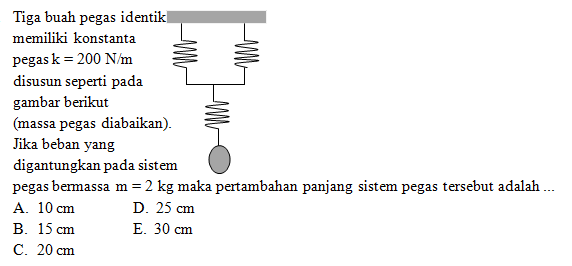 Tiga buah pegas identik
memiliki konstanta
pegas k = 200 N/m
disusun seperti pada
gambar berikut
(massa pegas diabaikan).
Jika beban yang
digantungkan pada sistem
pegas bermassa m = 2 kg maka pertambahan panjang sistem pegas tersebut adalah ...
A. 10 cm D. 25 cm
B. 15 cm E. 30 cm
C. 20 cm